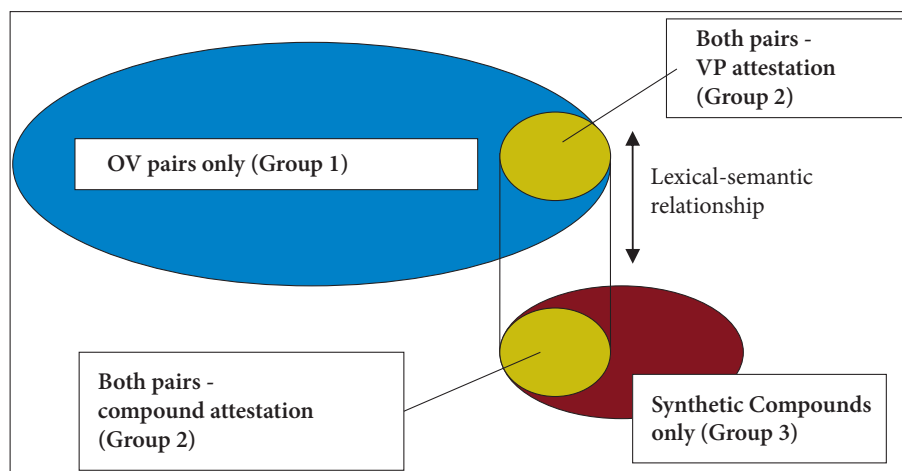 Both pairs -
VP attestation
(Group 2)
OV pairs only (Group 1)
Lexical-semantic
relationship
Both pairs -
compound attestation
(Group 2)
Synthetic Compounds
only (Group 3)